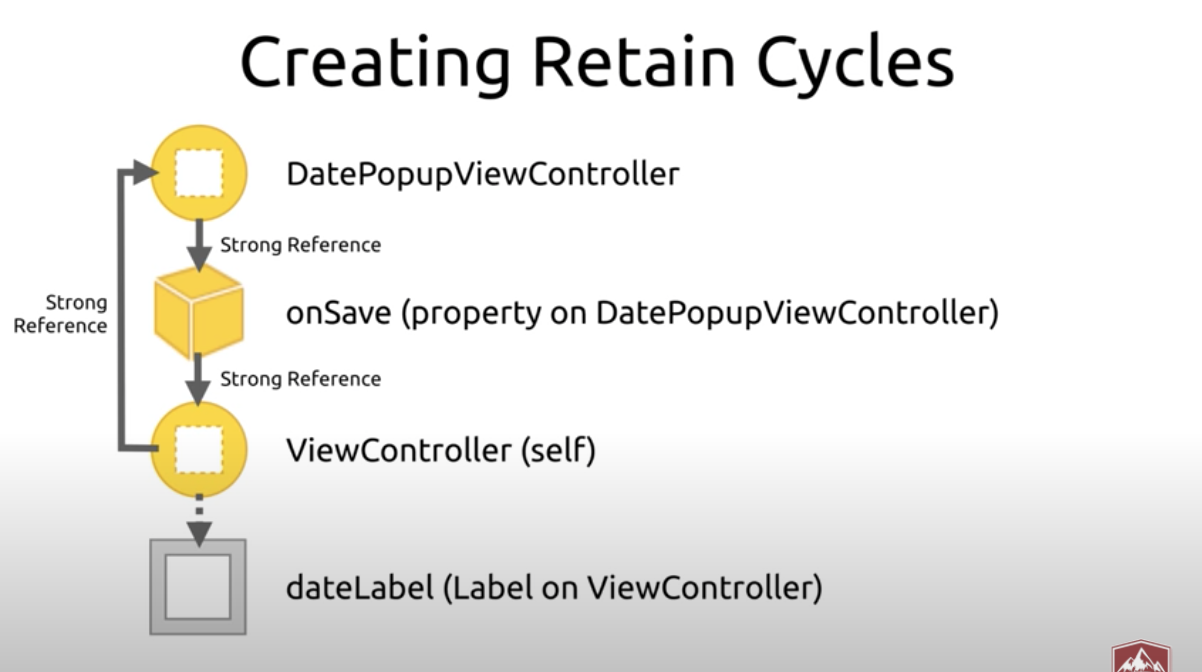 Creating Retain Cycles
DatePopupViewController
Strong Reference
Strong
Reference
onSave (property on DatePopupViewController)
Strong Reference
ViewController (self)
dateLabel (Label on ViewController)